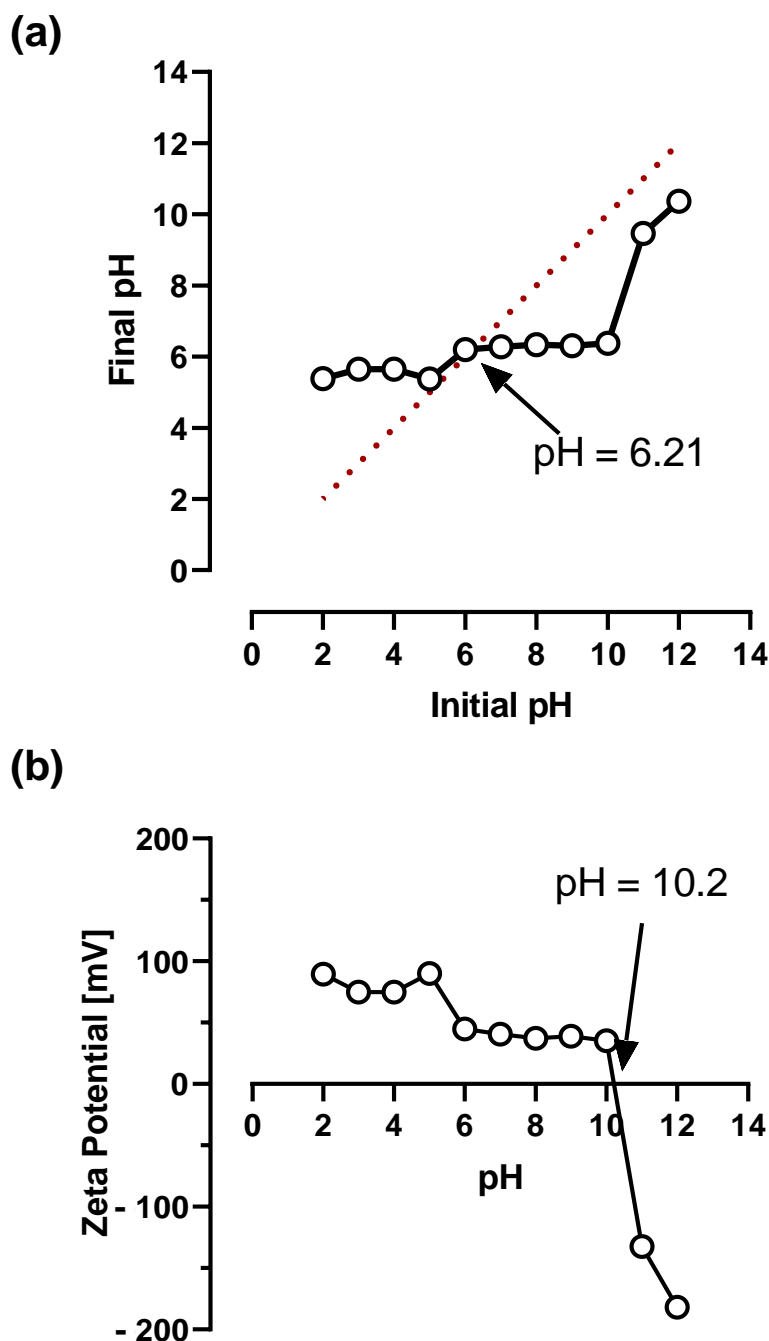 (a)
14
12
10
8
6
4
2
0
Final pH
pH = 6.21
0 2 4 6 8 10 12 14
Initial pH
(b)
200
100
0
- 100
- 200
Zeta Potential [mV]
pH = 10.2
0 2 4 6 8 10 12 14
pH